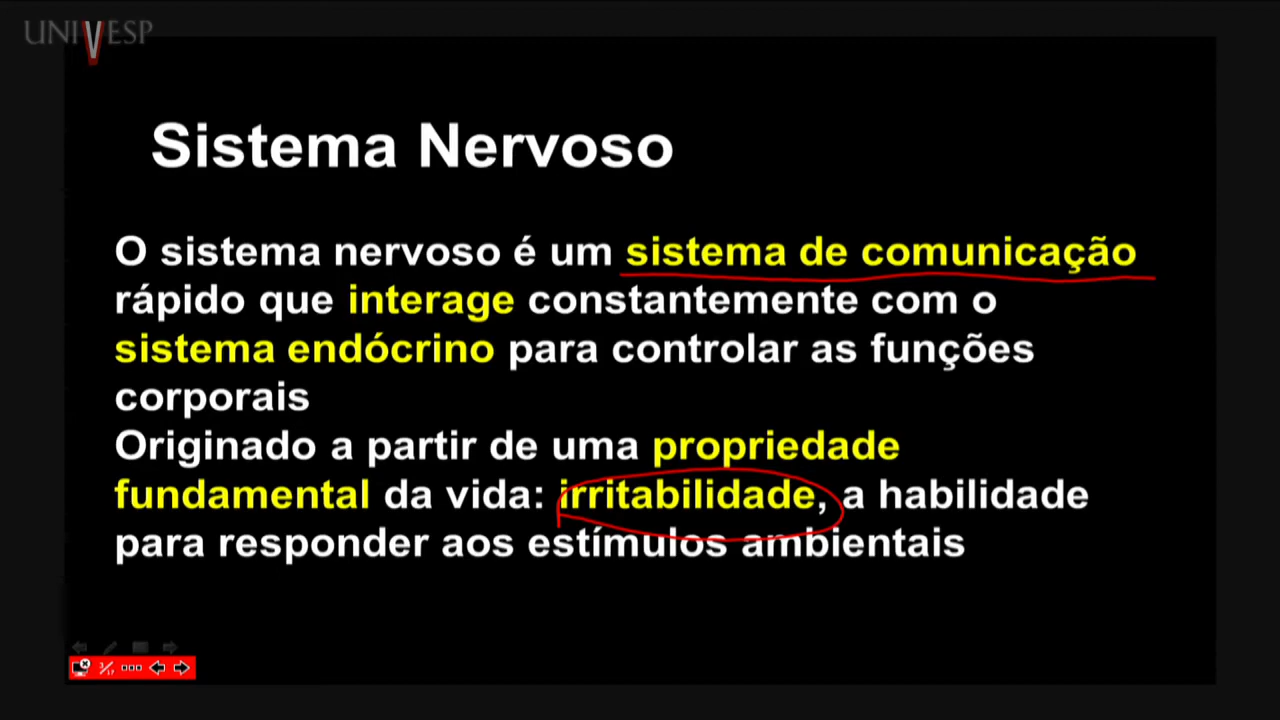 UNIVESP
Sistema Nervoso
O sistema nervoso é um sistema de comunicação
rápido que interage constantemente com o
sistema endócrino para controlar as funções
corporais
Originado a partir de uma propriedade
fundamental da vida: irritabilidade, a habilidade
para responder aos estímulos ambientais